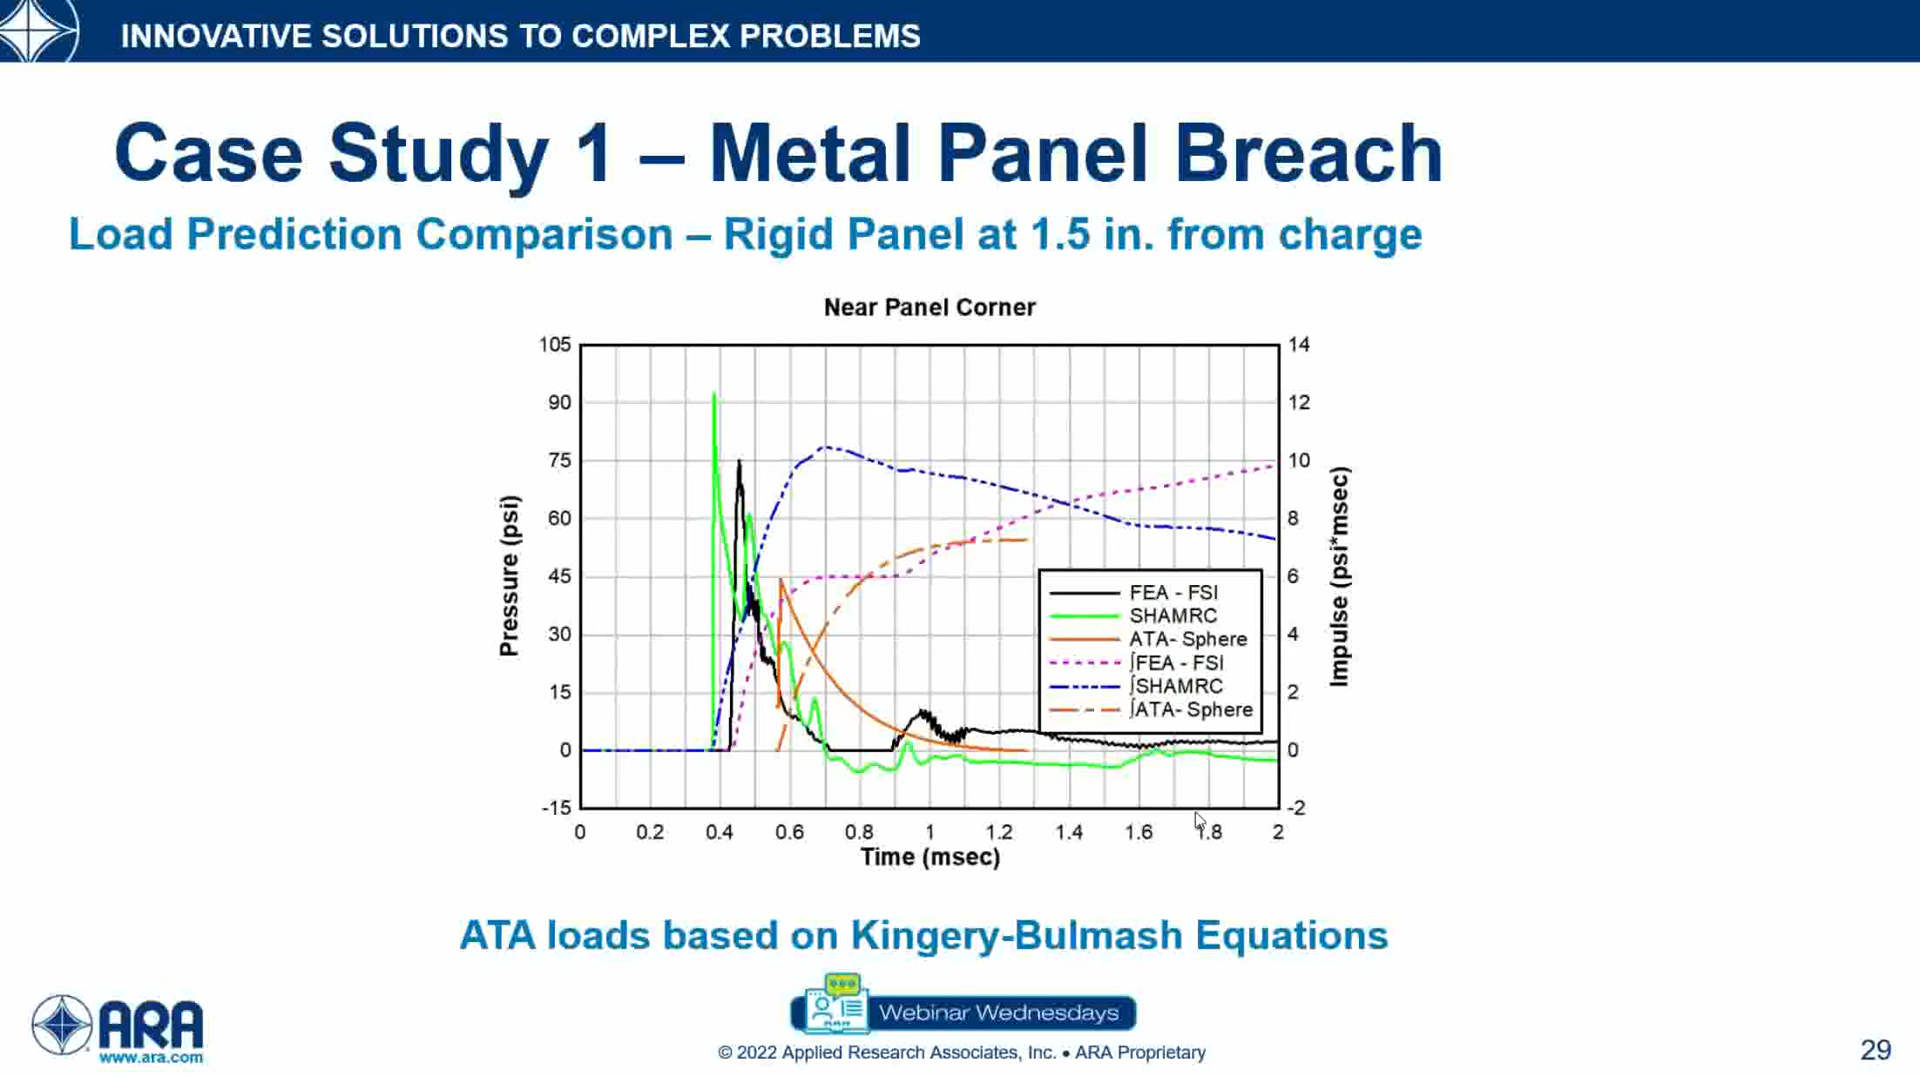 INNOVATIVE SOLUTIONS TO COMPLEX PROBLEMS
Case Study 1 – Metal Panel Breach
Load Prediction Comparison – Rigid Panel at 1.5 in. from charge
Near Panel Corner
105
90
75
60
45
30
15
0
-15
Pressure (psi)
14
12
10
8
6
4
2
0
-2
Impulse (psi*msec)
FEA - FSI
SHAMRC
ATA- Sphere
∫FEA - FSI
∫SHAMRC
∫ATA- Sphere
0 0.2 0.4 0.6 0.8 1 1.2 1.4 1.6 1.8 2
Time (msec)
ATA loads based on Kingery-Bulmash Equations
Webinar Wednesdays
ARA
www.ara.com
© 2022 Applied Research Associates, Inc. • ARA Proprietary
29